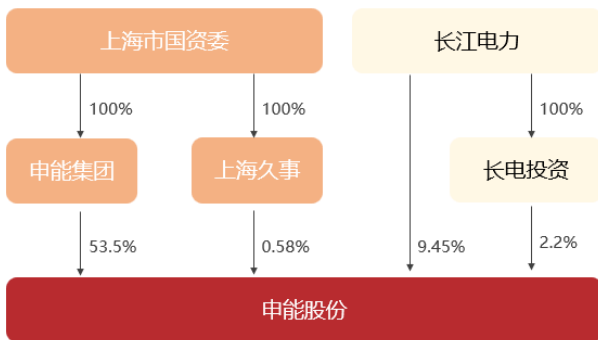 上海市国资委
长江电力
100%
100%
100%
申能集团
上海久事
长电投资
53.5%
0.58%
9.45%
2.2%
申能股份